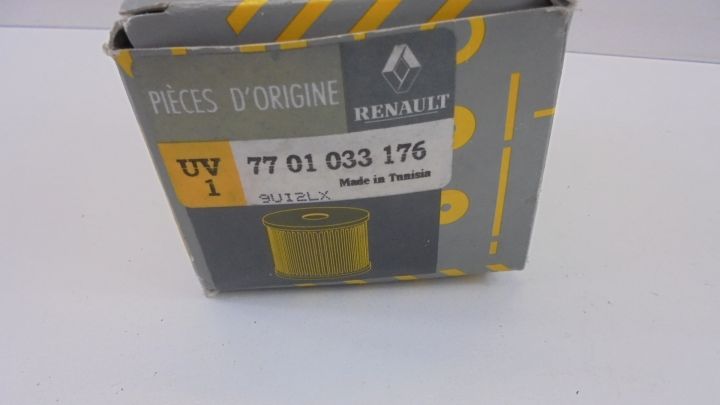 PIÈCES D'ORIGINE
RENAULT
UV
1
77 01 033 176
Made in Tunisia
9U12LX